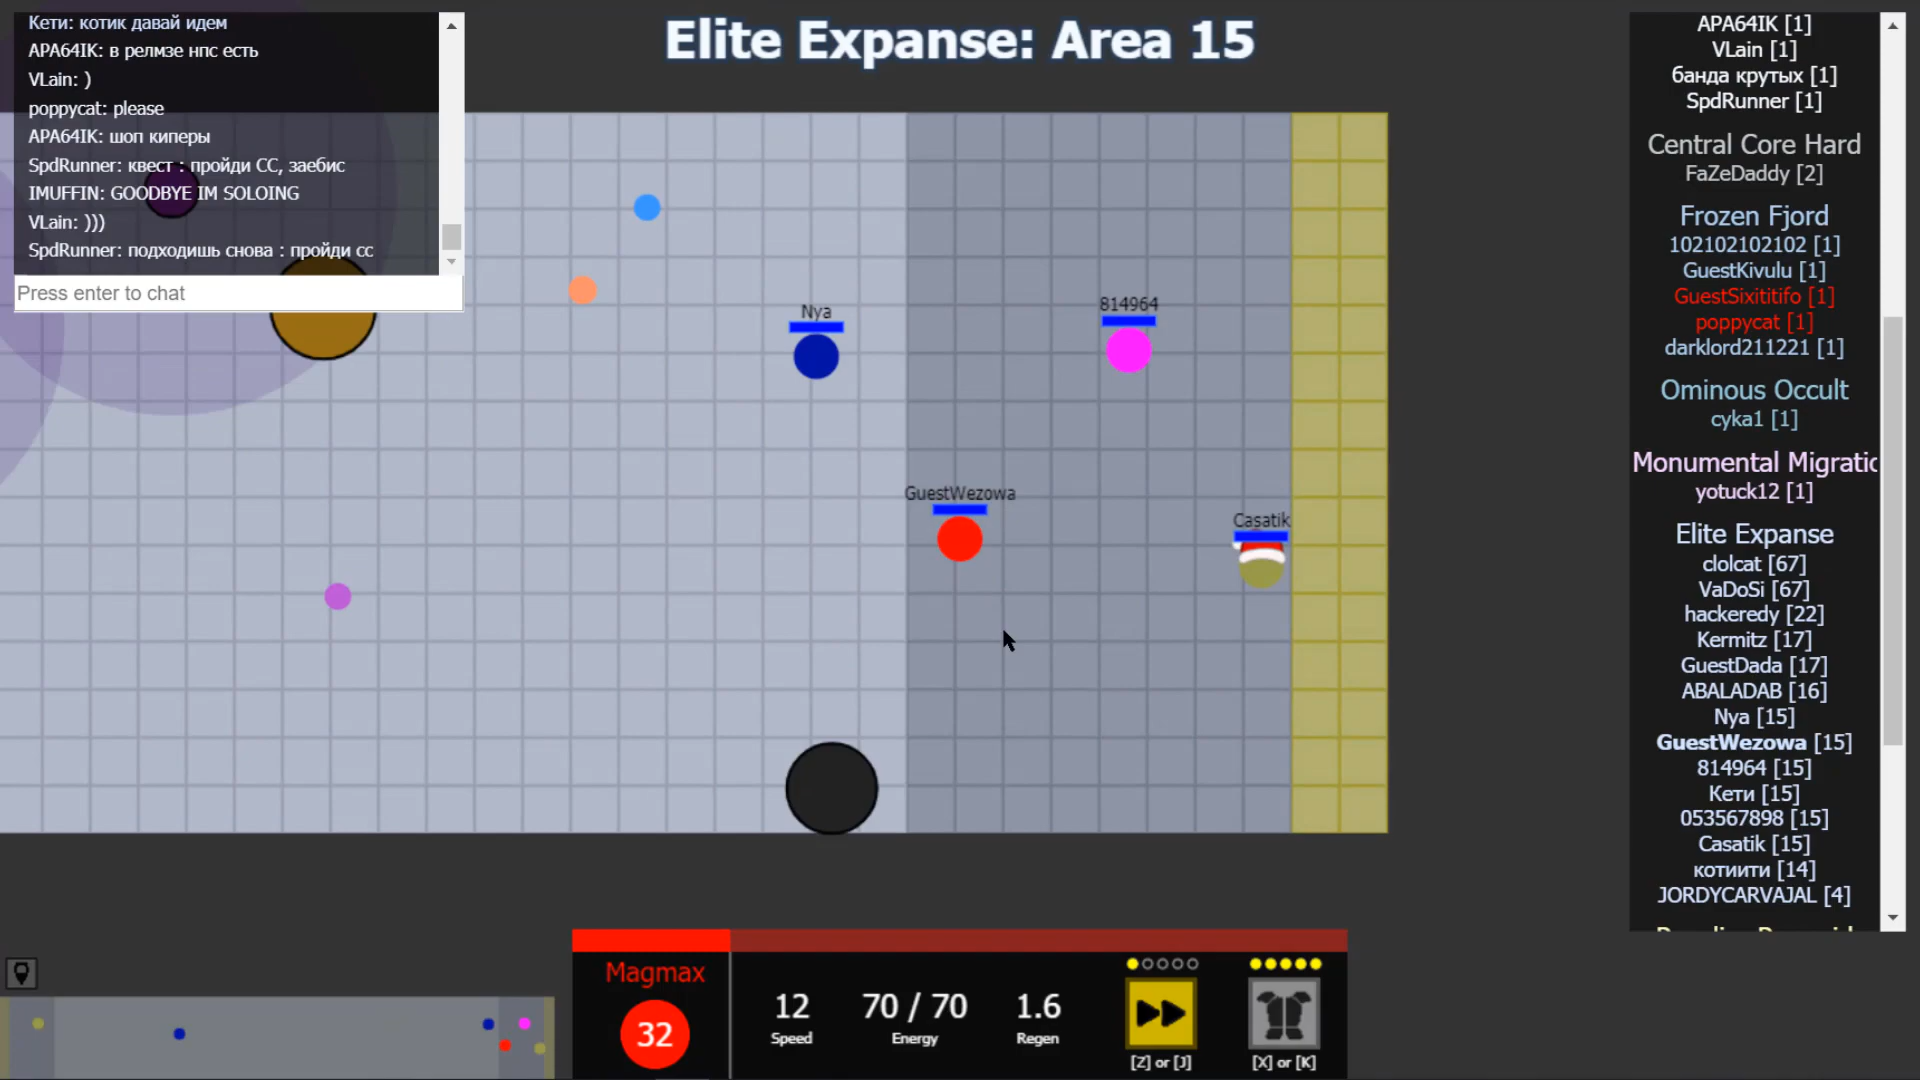 Кети: котик давай идем
APA64IK: в релмзе нпс есть
VLain: )
poppycat: please
APA64IK: шоп киперы
SpdRunner: квест : пройди СС, заебис
IMUFFIN: GOODBYE IM SOLOING
VLain: )))
SpdRunner: подходишь снова : пройди сс
Press enter to chat
Elite Expanse: Area 15
Nya
814964
GuestWezowa
Casatik
APA64IK [1]
VLain [1]
банда крутых [1]
SpdRunner [1]
Central Core Hard
FaZeDaddy [2]
Frozen Fjord
102102102102 [1]
GuestKivulu [1]
GuestSixititifo [1]
poppycat [1]
darklord211221 [1]
Ominous Occult
cyka1 [1]
Monumental Migratic
yotuck12 [1]
Elite Expanse
clolcat [67]
VaDoSi [67]
hackeredy [22]
Kermitz [17]
GuestDada [17]
ABALADAB [16]
Nya [15]
GuestWezowa [15]
814964 [15]
Кети [15]
053567898 [15]
Casatik [15]
котиити [14]
JORDYCARVAJAL [4]
Magmax
32
12
Speed
70 / 70
Energy
1.6
Regen
[Z] or [J]
[X] or [K]